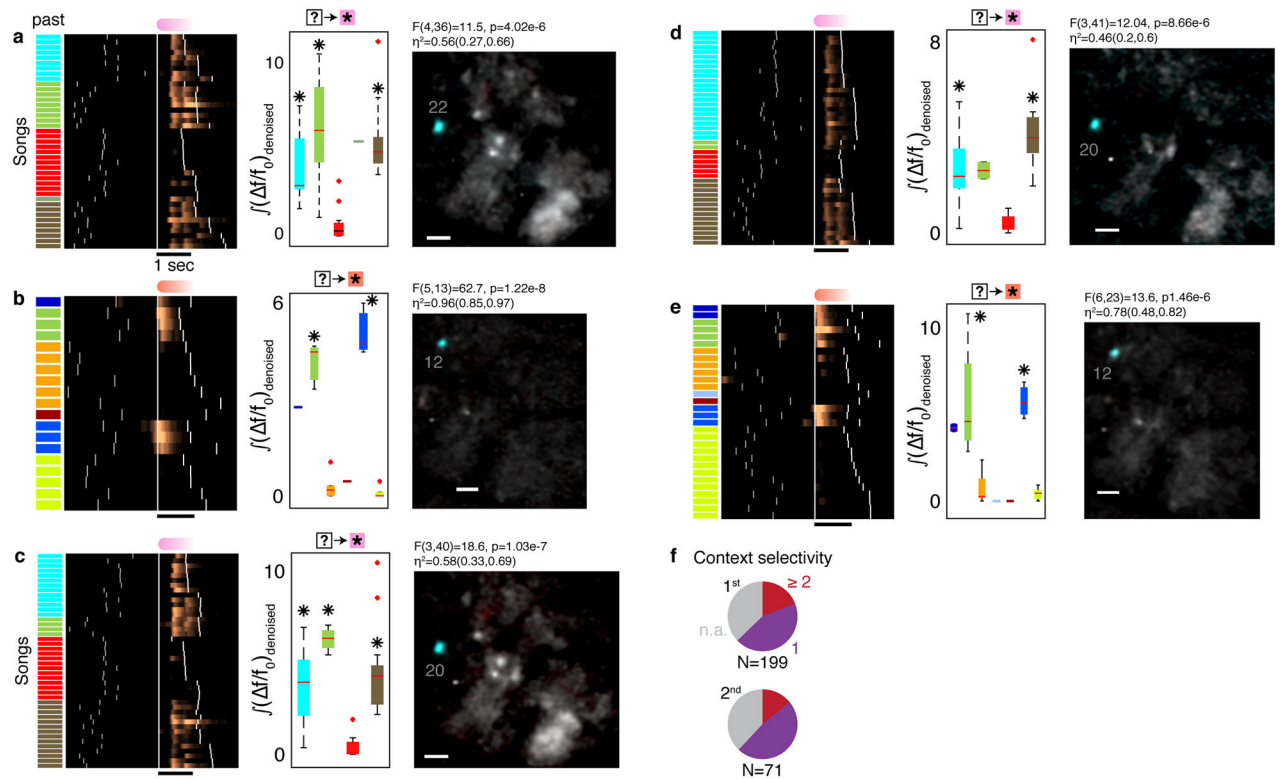 past
a
Songs
1 sec
? → *
∫(Δf/f0)denoised
10
0
* * *
F(4,36)=11.5, p=4.02e-6
η²=0.56(0.27,0.66)
22
b
? → *
∫(Δf/f0)denoised
6
0
* *
F(5,13)=62.7, p=1.22e-8
η²=0.96(0.85,0.97)
12
c
Songs
? → *
∫(Δf/f0)denoised
10
0
* * *
F(3,40)=18.6, p=1.03e-7
η²=0.58(0.33,0.69)
20
d
? → *
∫(Δf/f0)denoised
8
0
* *
F(3,41)=12.04, p=8.66e-6
η²=0.46(0.2,0.6)
20
e
? → *
∫(Δf/f0)denoised
10
0
* *
F(6,23)=13.6, p1.46e-6
η²=0.78(0.48,0.82)
12
f Context selectivity
1st
≥ 2
n.a.
1
N=199
2nd
N=71